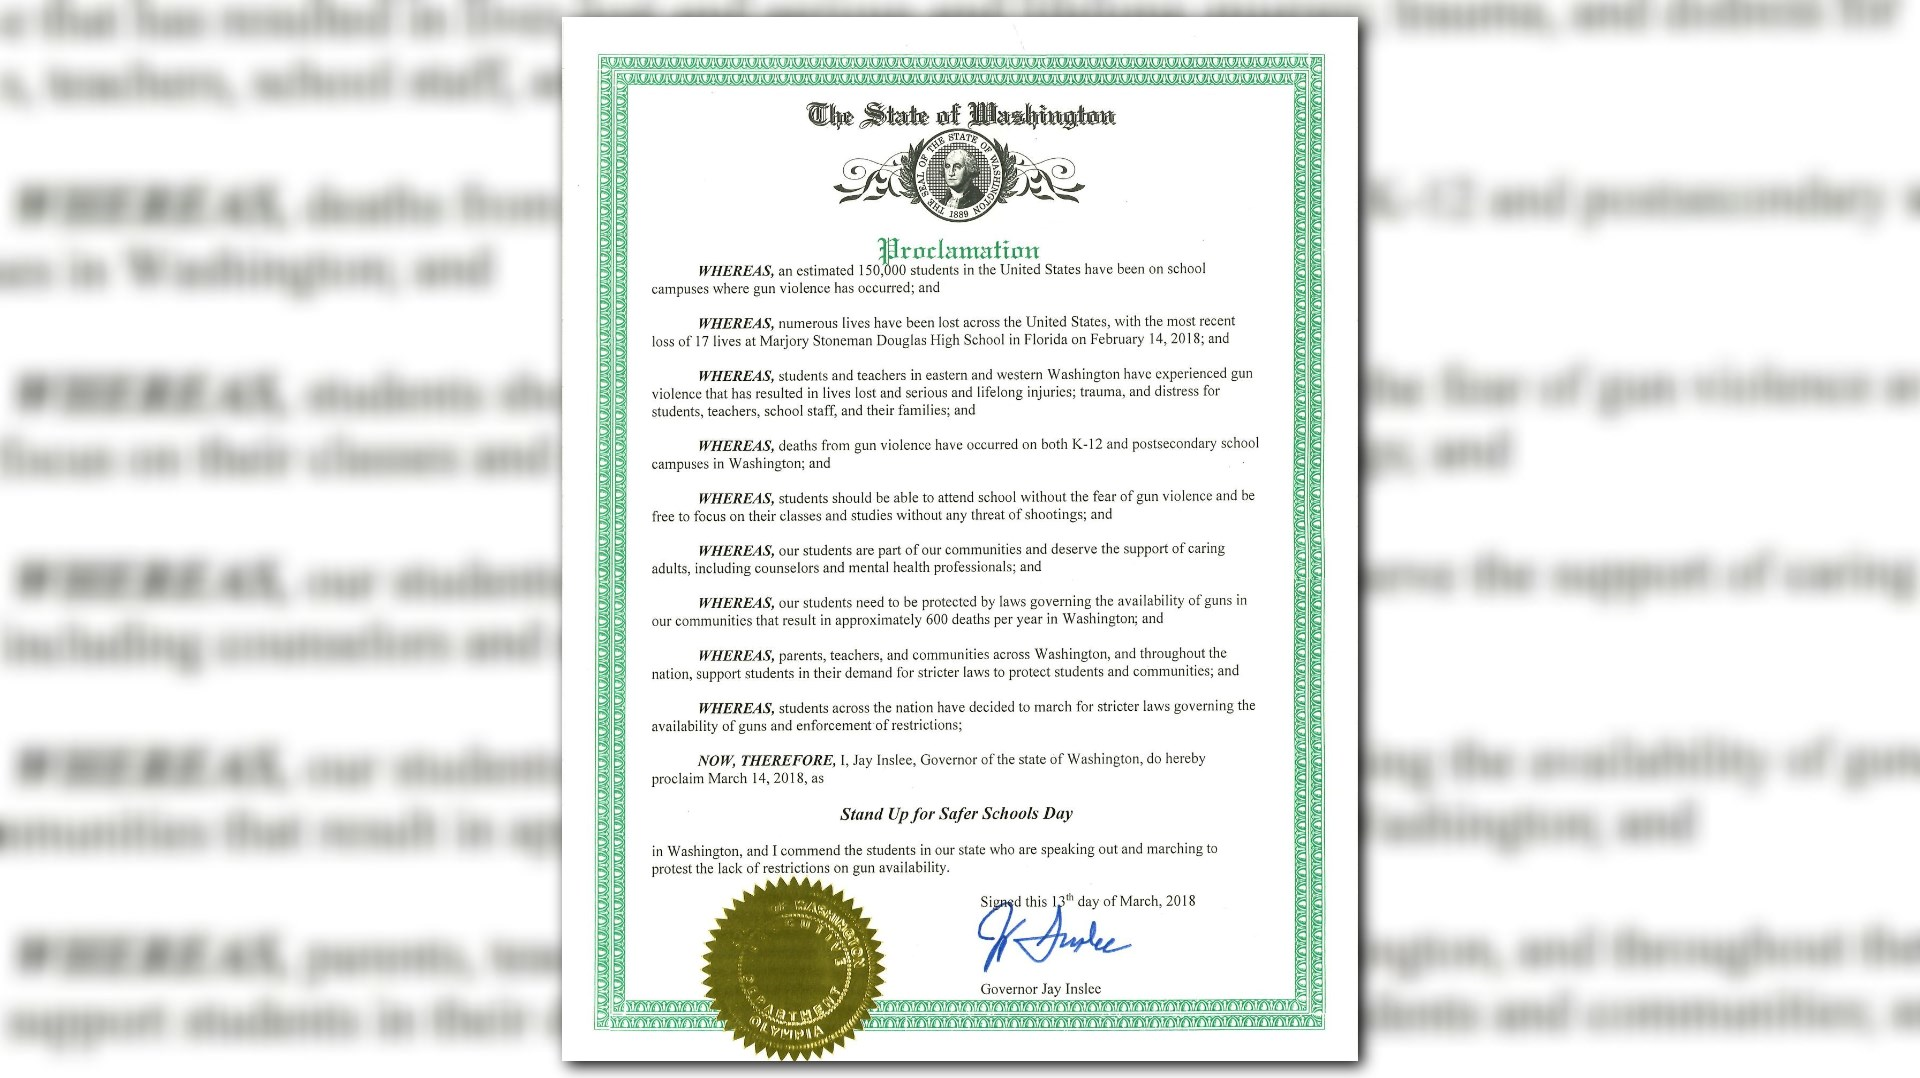 The State of Washington
THE SEAL OF THE STATE OF WASHINGTON
1889
Proclamation
WHEREAS, an estimated 150,000 students in the United States have been on school
campuses where gun violence has occurred; and
WHEREAS, numerous lives have been lost across the United States, with the most recent
loss of 17 lives at Marjory Stoneman Douglas High School in Florida on February 14, 2018; and
WHEREAS, students and teachers in eastern and western Washington have experienced gun
violence that has resulted in lives lost and serious and lifelong injuries; trauma, and distress for
students, teachers, school staff, and their families; and
WHEREAS, deaths from gun violence have occurred on both K-12 and postsecondary school
campuses in Washington; and
WHEREAS, students should be able to attend school without the fear of gun violence and be
free to focus on their classes and studies without any threat of shootings; and
WHEREAS, our students are part of our communities and deserve the support of caring
adults, including counselors and mental health professionals; and
WHEREAS, our students need to be protected by laws governing the availability of guns in
our communities that result in approximately 600 deaths per year in Washington; and
WHEREAS, parents, teachers, and communities across Washington, and throughout the
nation, support students in their demand for stricter laws to protect students and communities; and
WHEREAS, students across the nation have decided to march for stricter laws governing the
availability of guns and enforcement of restrictions;
NOW, THEREFORE, I, Jay Inslee, Governor of the state of Washington, do hereby
proclaim March 14, 2018, as
Stand Up for Safer Schools Day
in Washington, and I commend the students in our state who are speaking out and marching to
protest the lack of restrictions on gun availability.
Signed this 13th day of March, 2018
Jay Inslee
Governor Jay Inslee
OF WASHINGTON
DEPARTMENT
OLYMPIA